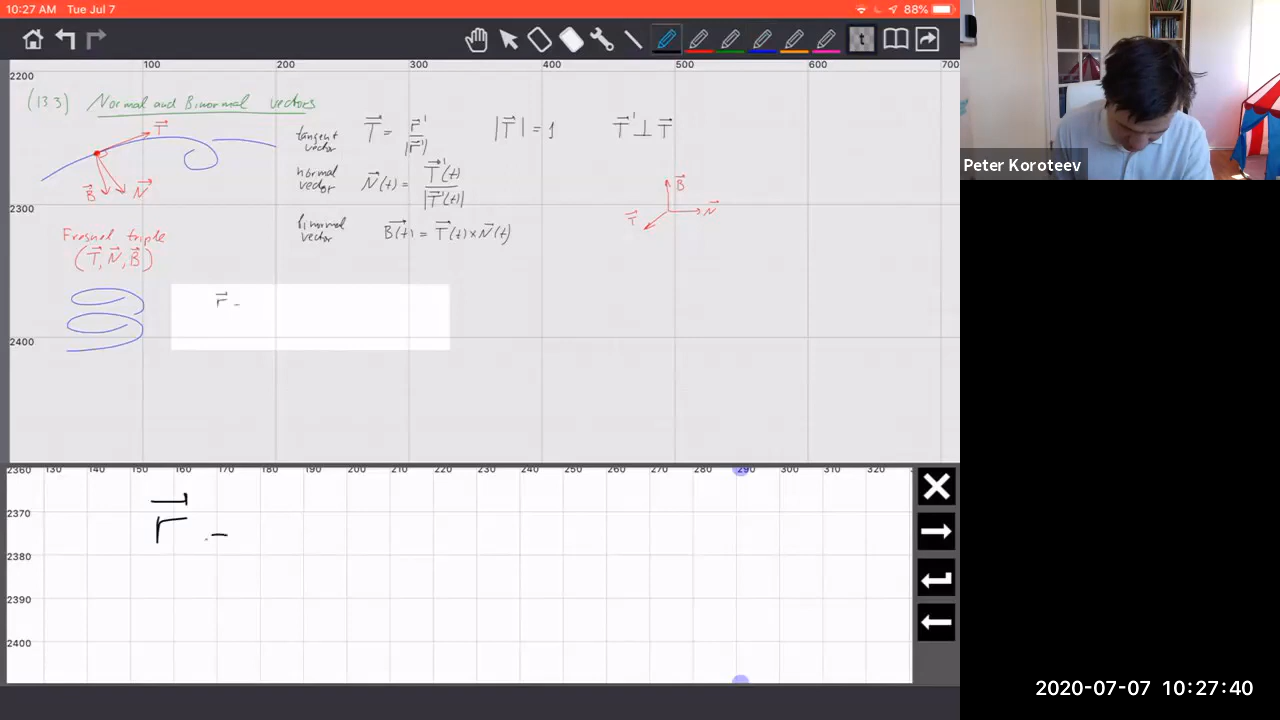 10:27 AM Tue Jul 7
88%
t
100 200 300 400 500 600 700
2200
2300
2400
(13.3) Normal and Binormal vectors
T⃗
B⃗ N⃗
tangent vector T⃗ = r⃗' / |r⃗'| |T⃗| = 1 T⃗' ⊥ T⃗
normal vector N⃗(t) = T⃗'(t) / |T⃗'(t)|
binormal vector B⃗(t) = T⃗(t) × N⃗(t)
B⃗
T⃗ N⃗
Fresnal triple
(T⃗, N⃗, B⃗)
r⃗ -
2360 130 140 150 160 170 180 190 200 210 220 230 240 250 260 270 280 290 300 310 320
2370
2380
2390
2400
r⃗ -
Peter Koroteev
2020-07-07 10:27:40